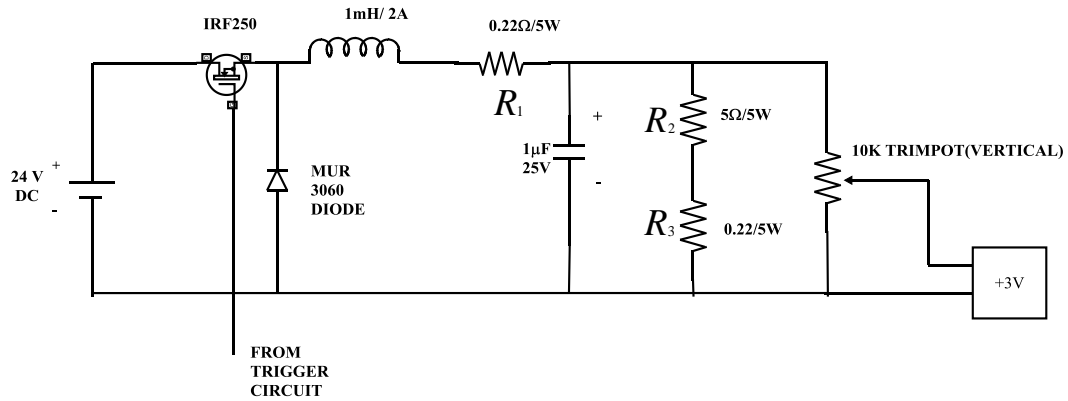 IRF250
1mH/ 2A
0.22Ω/5W
R1
+
1μF
25V
-
R2
5Ω/5W
R3
0.22/5W
10K TRIMPOT(VERTICAL)
24 V
DC
+
-
MUR
3060
DIODE
+3V
FROM
TRIGGER
CIRCUIT